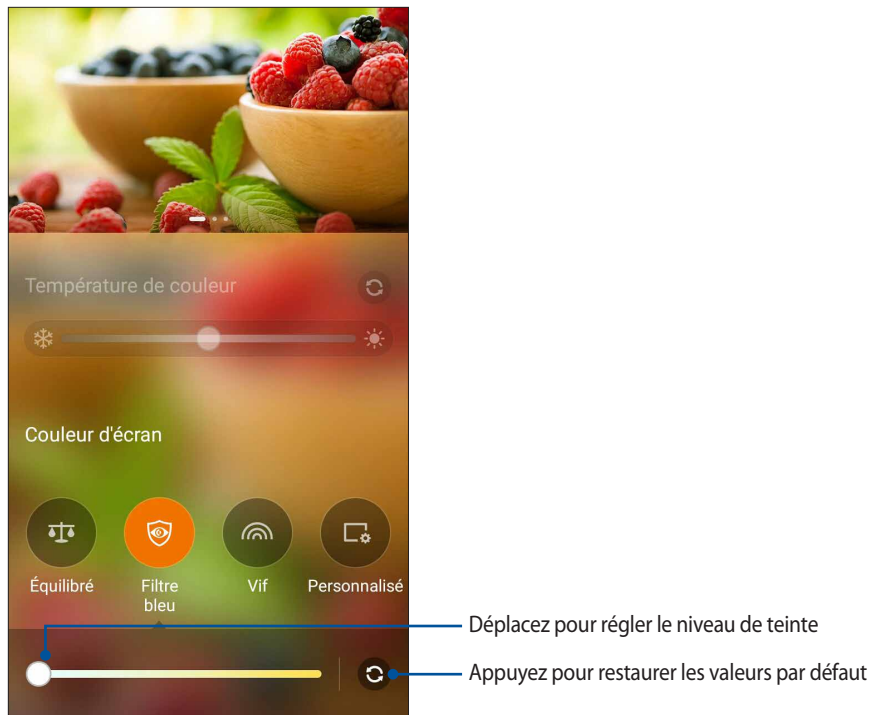 Température de couleur
Couleur d'écran
Équilibré
Filtre
bleu
Vif
Personnalisé
Déplacez pour régler le niveau de teinte
Appuyez pour restaurer les valeurs par défaut